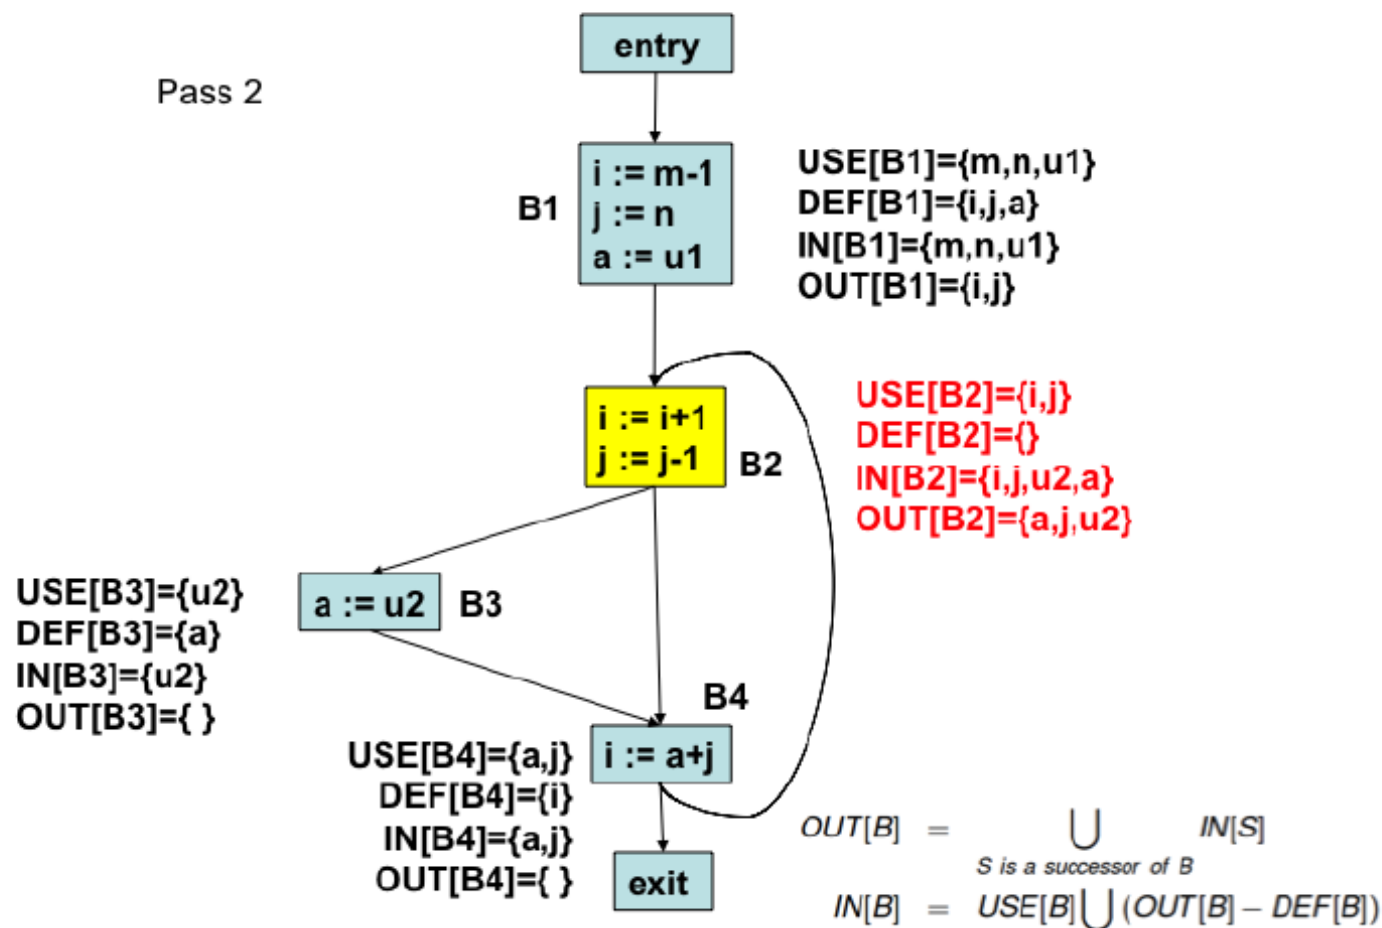 entry
Pass 2
i := m-1
j := n
a := u1
B1
USE[B1]={m,n,u1}
DEF[B1]={i,j,a}
IN[B1]={m,n,u1}
OUT[B1]={i,j}
i := i+1
j := j-1
B2
USE[B2]={i,j}
DEF[B2]={}
IN[B2]={i,j,u2,a}
OUT[B2]={a,j,u2}
USE[B3]={u2}
DEF[B3]={a}
IN[B3]={u2}
OUT[B3]={ }
a := u2
B3
B4
USE[B4]={a,j}
DEF[B4]={i}
IN[B4]={a,j}
OUT[B4]={ }
i := a+j
exit
OUT[B] = ⋃ IN[S]
S is a successor of B
IN[B] = USE[B] ⋃ (OUT[B] − DEF[B])